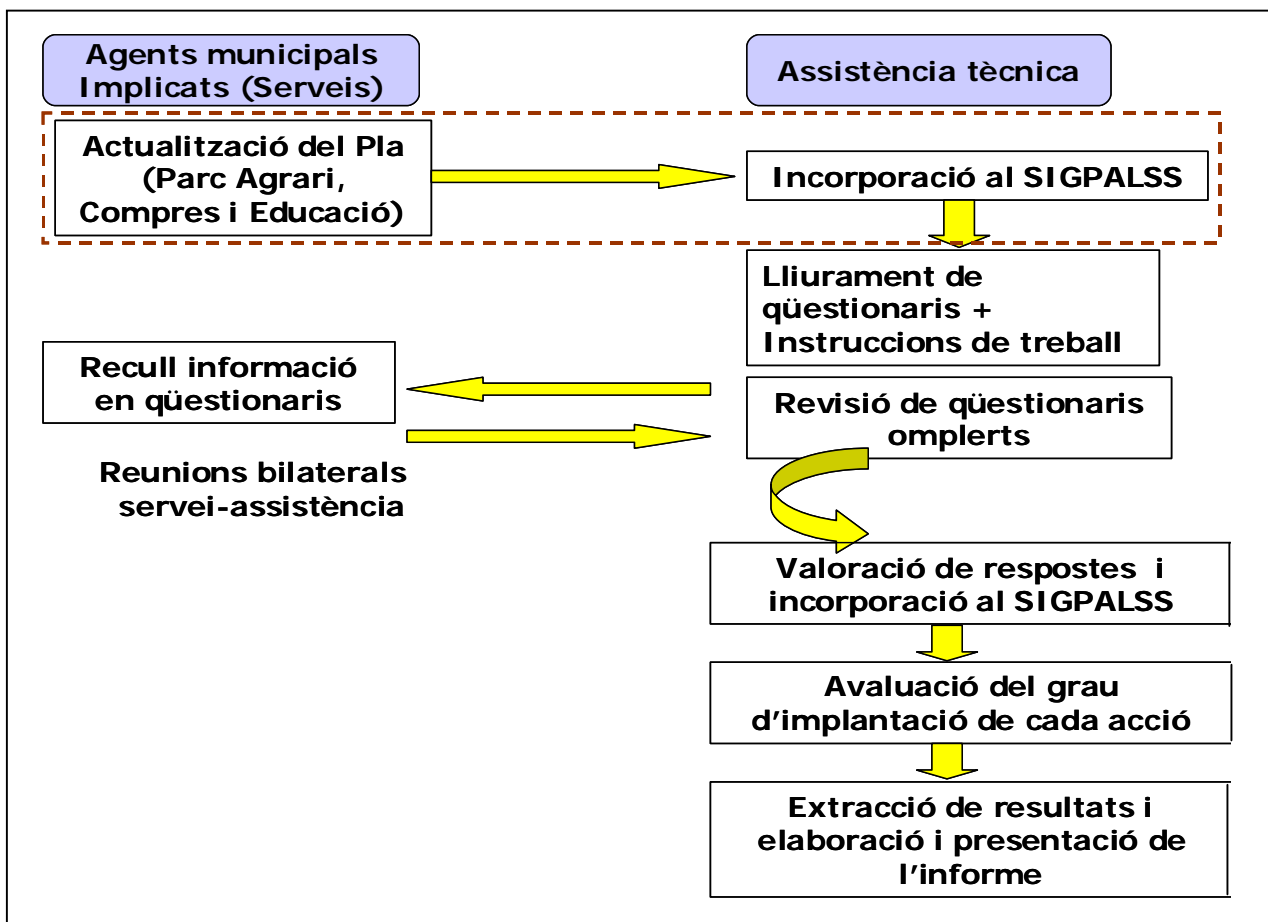 Agents municipals
Implicats (Serveis)
Assistència tècnica
Actualització del Pla
(Parc Agrari,
Compres i Educació)
Incorporació al SIGPALSS
Lliurament de
qüestionaris +
Instruccions de treball
Recull informació
en qüestionaris
Revisió de qüestionaris
omplerts
Reunions bilaterals
servei-assistència
Valoració de respostes i
incorporació al SIGPALSS
Avaluació del grau
d'implantació de cada acció
Extracció de resultats i
elaboració i presentació de
l'informe